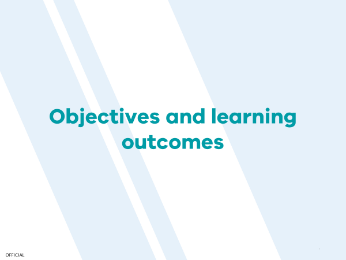 Objectives and learning
outcomes
OFFICIAL